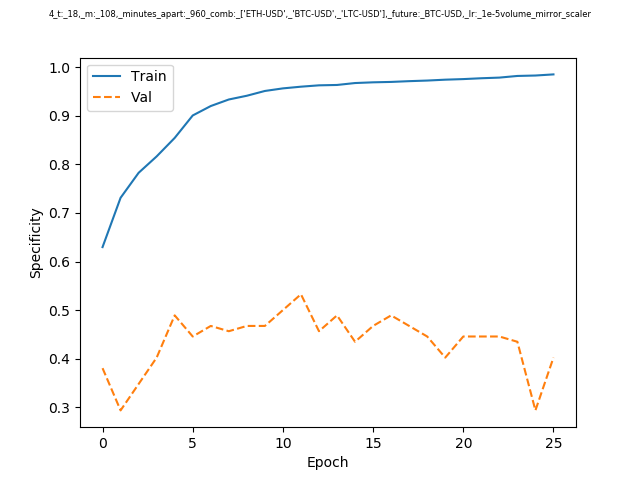 4_t:_18,_m:_108,_minutes_apart:_960_comb:_['ETH-USD',_'BTC-USD',_'LTC-USD'],_future:_BTC-USD,_lr:_1e-5volume_mirror_scaler
Train
Val
1.0
0.9
0.8
0.7
0.6
0.5
0.4
0.3
Specificity
0 5 10 15 20 25
Epoch